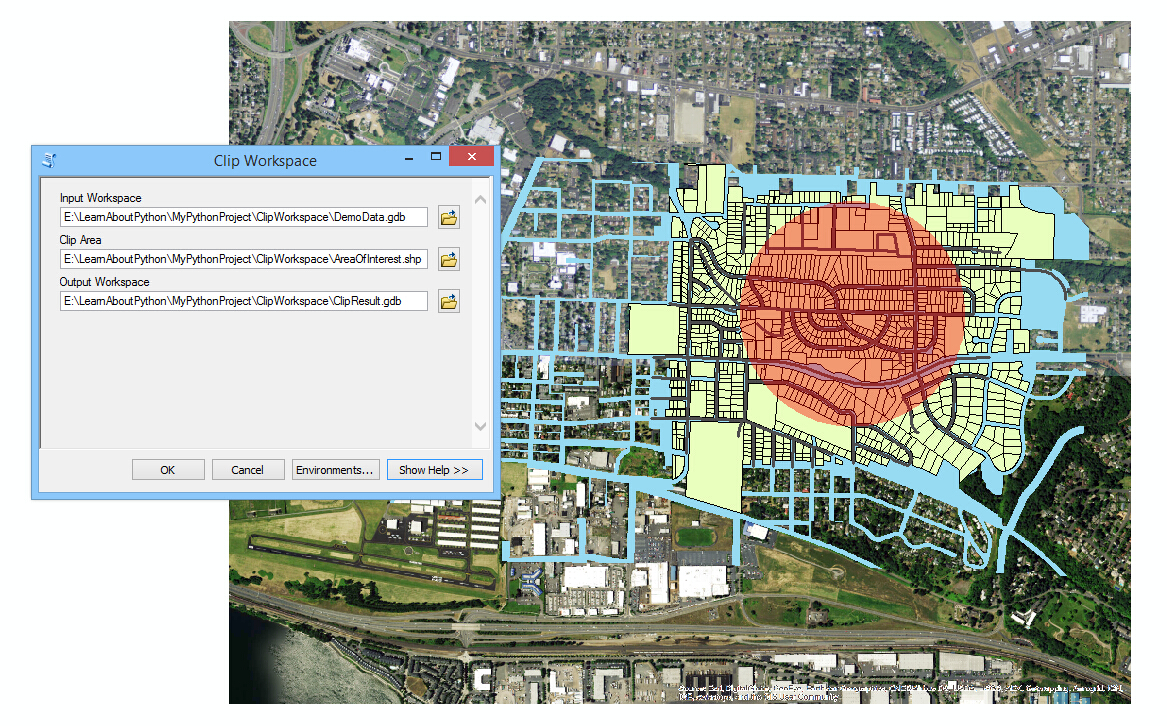 Clip Workspace
Input Workspace
E:\LearnAboutPython\MyPythonProject\ClipWorkspace\DemoData.gdb
Clip Area
E:\LearnAboutPython\MyPythonProject\ClipWorkspace\AreaOfInterest.shp
Output Workspace
E:\LearnAboutPython\MyPythonProject\ClipWorkspace\ClipResult.gdb
OK
Cancel
Environments...
Show Help >>